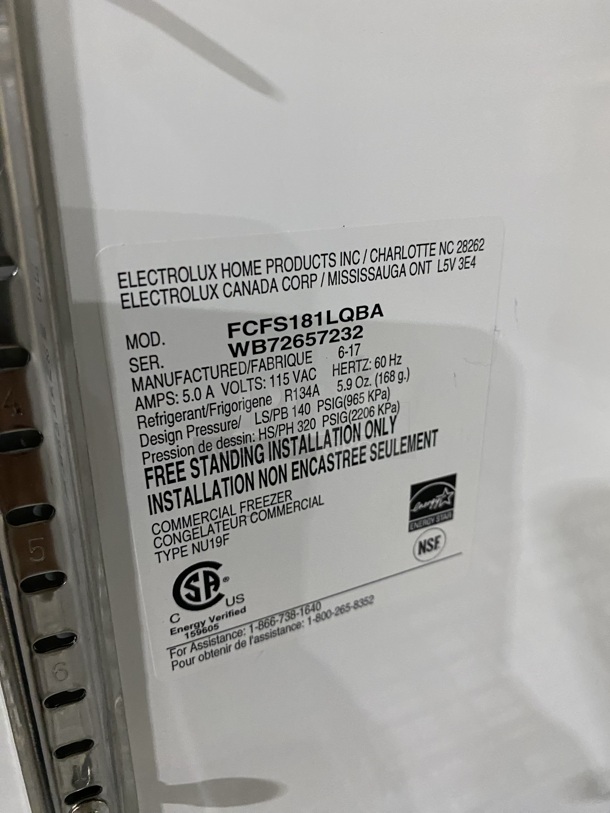 ELECTROLUX HOME PRODUCTS INC / CHARLOTTE NC 28262
ELECTROLUX CANADA CORP / MISSISSAUGA ONT L5V 3E4
MOD. FCFS181LQBA
SER. WB72657232
MANUFACTURED/FABRIQUE 6-17
AMPS: 5.0 A VOLTS: 115 VAC HERTZ: 60 Hz
Refrigerant/Frigorigene R134A 5.9 Oz. (168 g.)
Design Pressure/ LS/PB 140 PSIG(965 KPa)
Pression de dessin: HS/PH 320 PSIG(2206 KPa)
FREE STANDING INSTALLATION ONLY
INSTALLATION NON ENCASTREE SEULEMENT
COMMERCIAL FREEZER
CONGELATEUR COMMERCIAL
TYPE NU19F
energy
ENERGY STAR
NSF
SA ®
C US
Energy Verified
159605
For Assistance: 1-866-738-1640
Pour obtenir de l'assistance: 1-800-265-8352
4
5
6